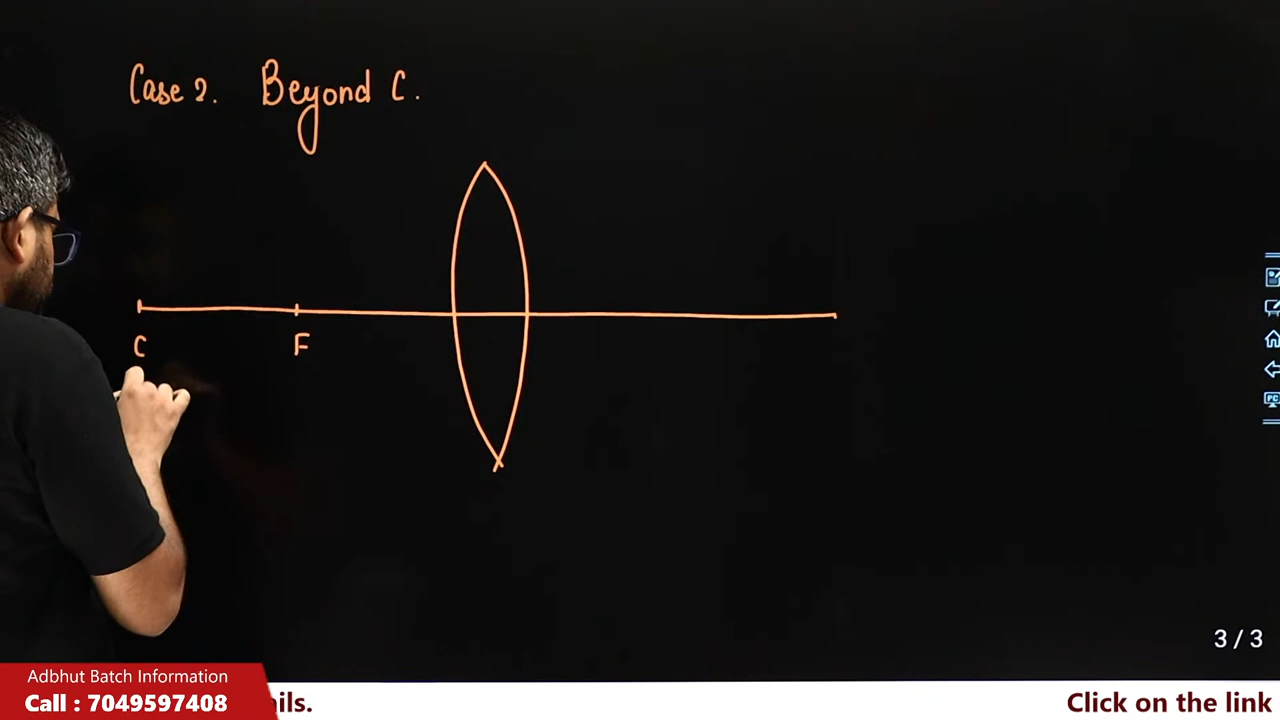 Case 2. Beyond C.
C F
3 / 3
Adbhut Batch Information
Call : 7049597408
ils. Click on the link